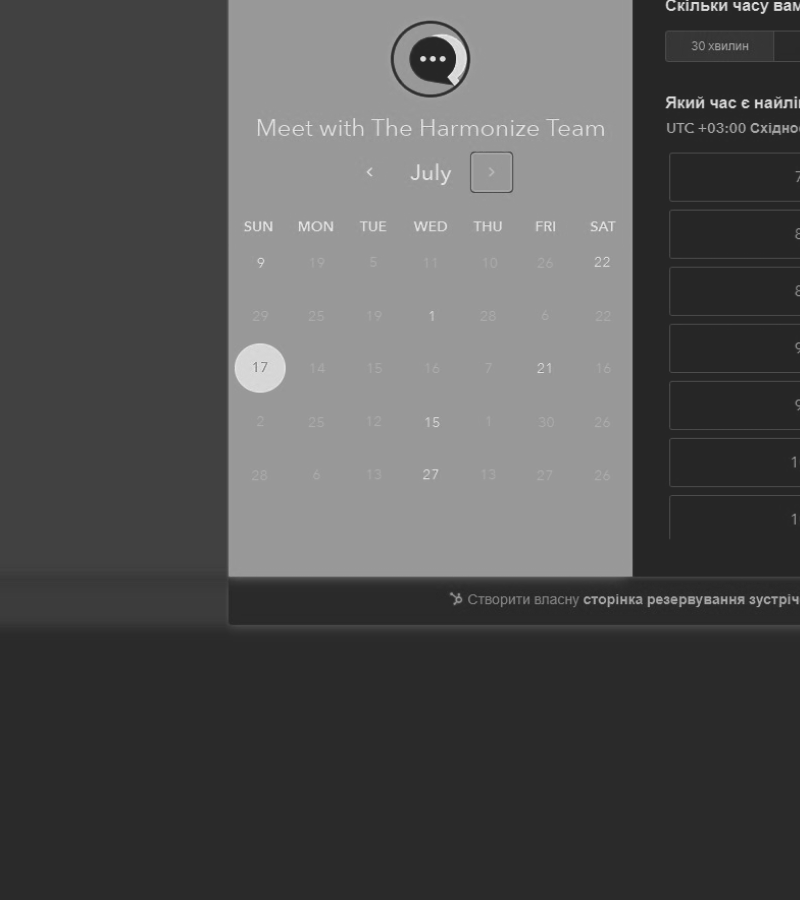 Скільки часу вам
30 хвилин
Meet with The Harmonize Team
Який час є найлі
UTC +03:00 Східно
July
SUN MON TUE WED THU FRI SAT
9 19 5 11 10 26 22
29 25 19 1 28 6 22
17 14 15 16 7 21 16
2 25 12 15 1 30 26
28 6 13 27 13 27 26
7
8
8
9
9
1
1
Створити власну сторінка резервування зустріч